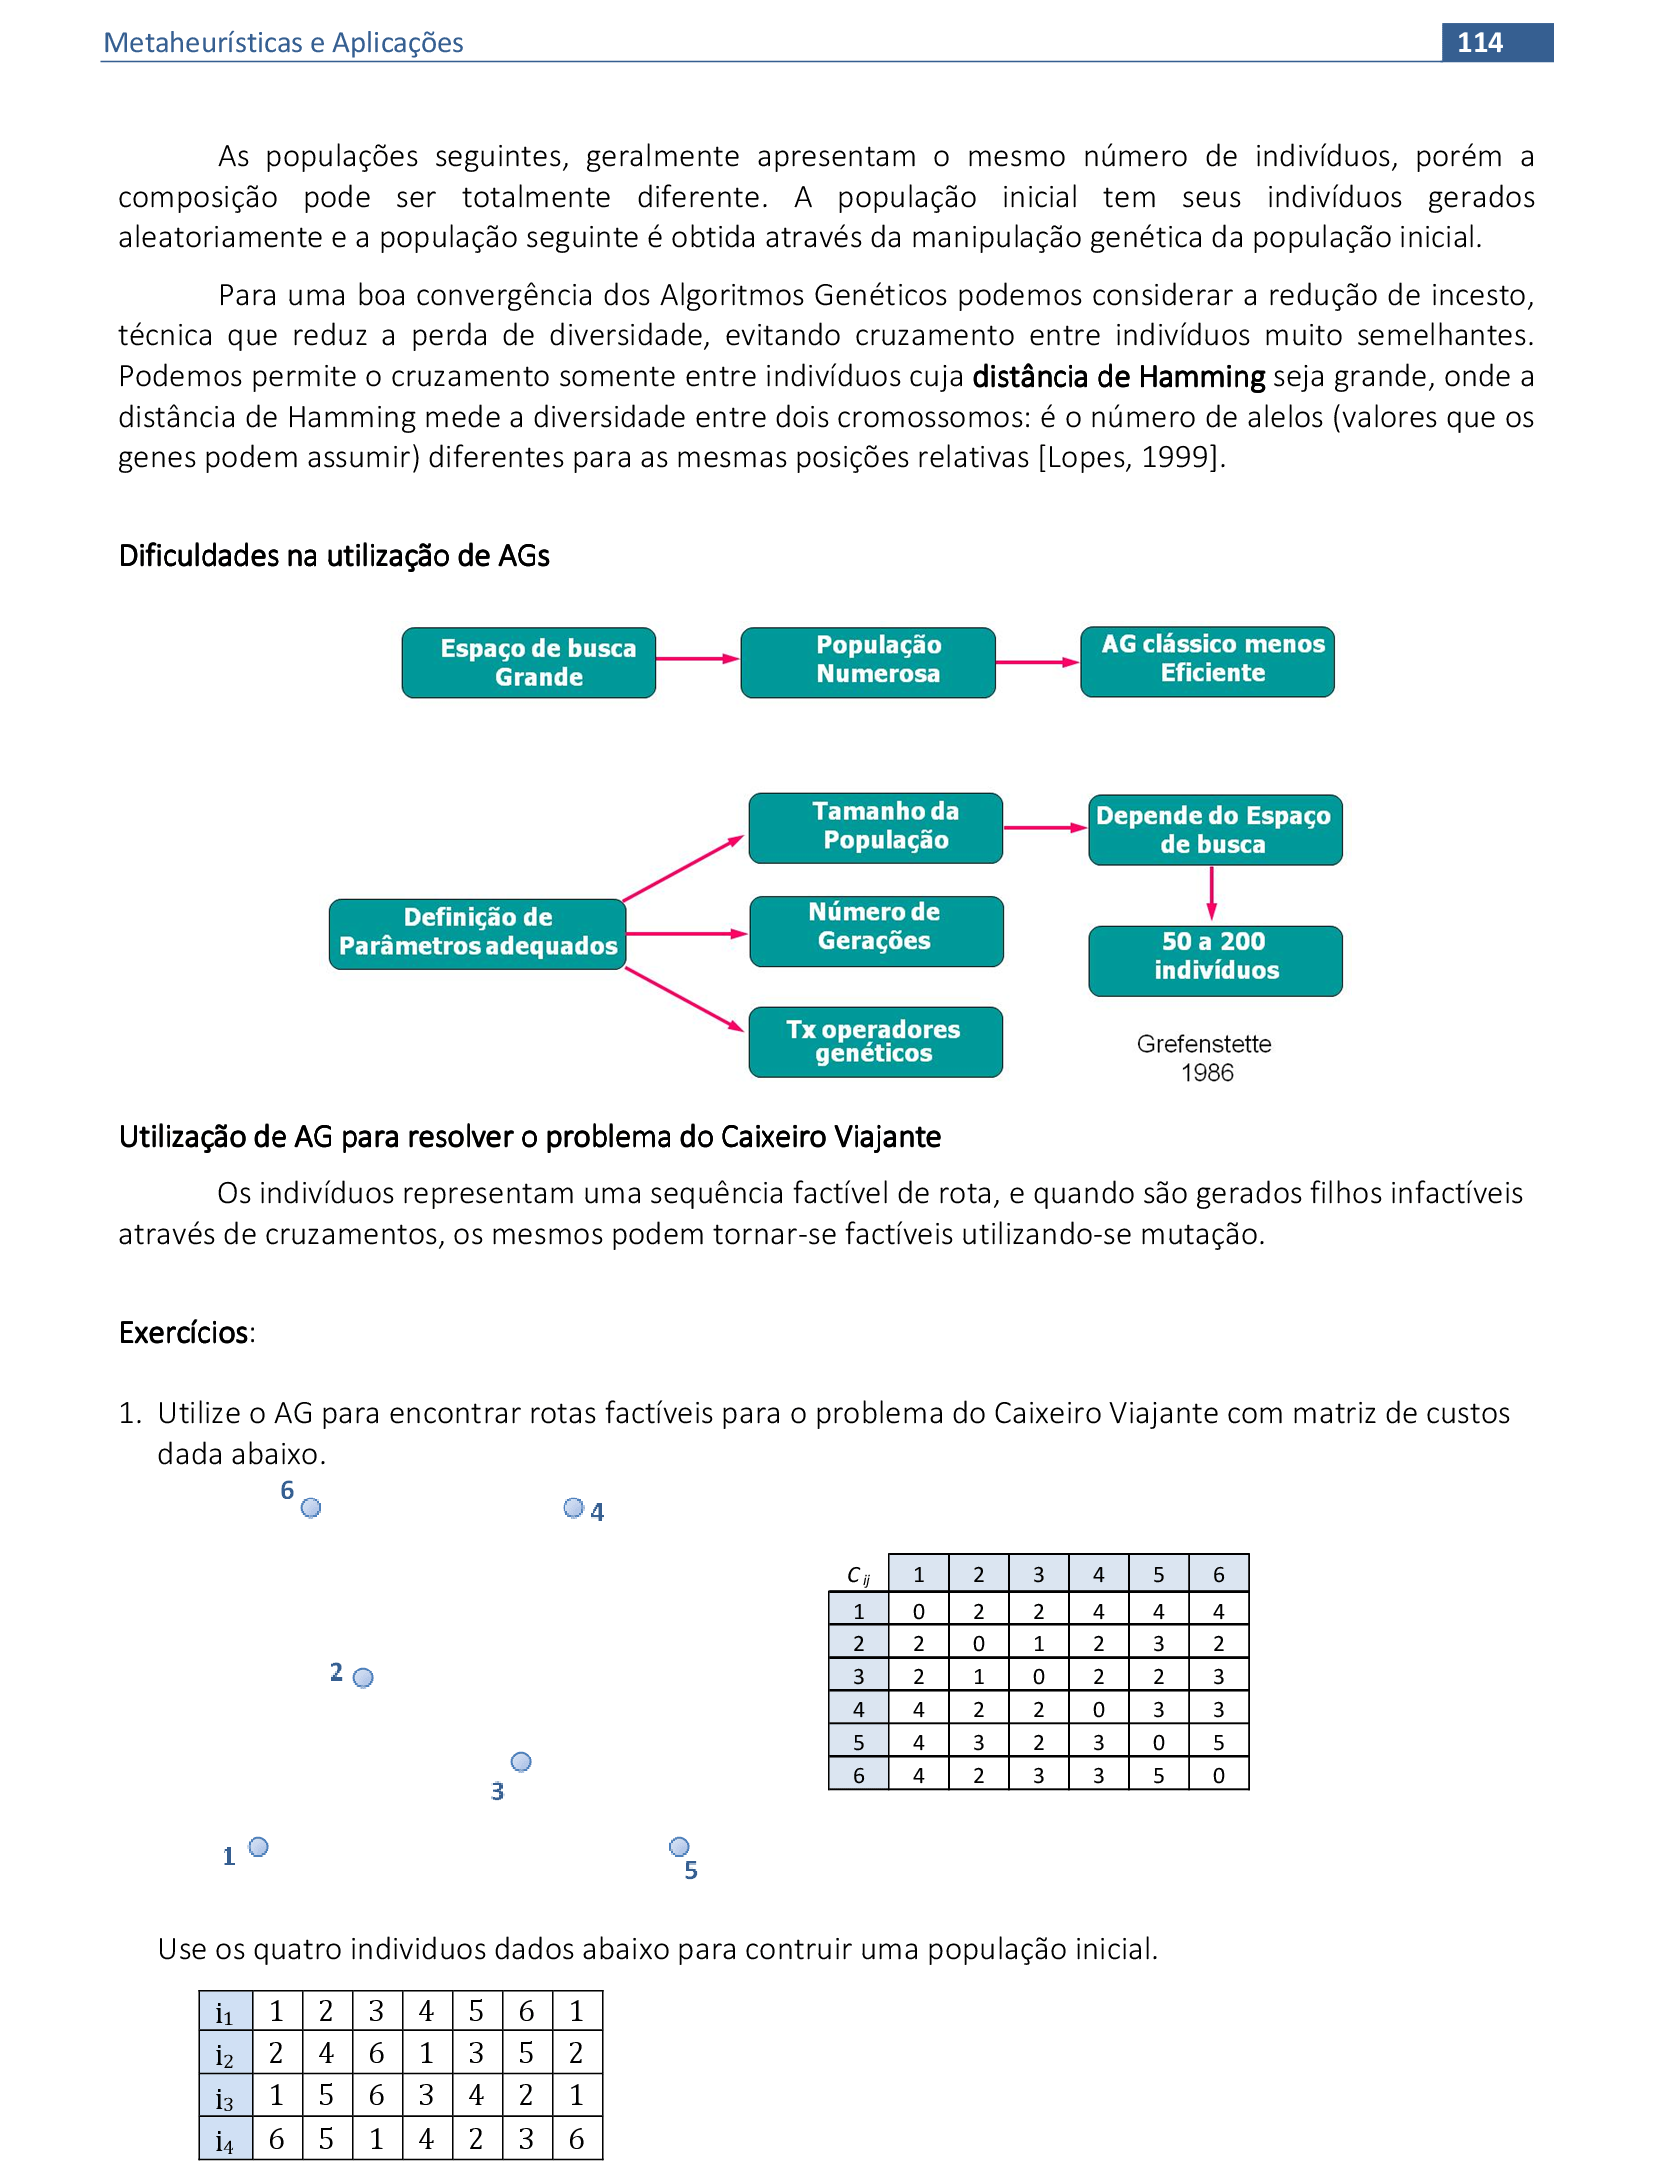 Metaheurísticas e Aplicações 114
As populações seguintes, geralmente apresentam o mesmo número de indivíduos, porém a
composição pode ser totalmente diferente. A população inicial tem seus indivíduos gerados
aleatoriamente e a população seguinte é obtida através da manipulação genética da população inicial.
Para uma boa convergência dos Algoritmos Genéticos podemos considerar a redução de incesto,
técnica que reduz a perda de diversidade, evitando cruzamento entre indivíduos muito semelhantes.
Podemos permite o cruzamento somente entre indivíduos cuja distância de Hamming seja grande, onde a
distância de Hamming mede a diversidade entre dois cromossomos: é o número de alelos (valores que os
genes podem assumir) diferentes para as mesmas posições relativas [Lopes, 1999].
Dificuldades na utilização de AGs
Espaço de busca
Grande
População
Numerosa
AG clássico menos
Eficiente
Tamanho da
População
Depende do Espaço
de busca
Definição de
Parâmetros adequados
Número de
Gerações
50 a 200
indivíduos
Tx operadores
genéticos
Grefenstette
1986
Utilização de AG para resolver o problema do Caixeiro Viajante
Os indivíduos representam uma sequência factível de rota, e quando são gerados filhos infactíveis
através de cruzamentos, os mesmos podem tornar-se factíveis utilizando-se mutação.
Exercícios:
1. Utilize o AG para encontrar rotas factíveis para o problema do Caixeiro Viajante com matriz de custos
dada abaixo.
6
4
2
3
1
5
C ij 1 2 3 4 5 6
1 0 2 2 4 4 4
2 2 0 1 2 3 2
3 2 1 0 2 2 3
4 4 2 2 0 3 3
5 4 3 2 3 0 5
6 4 2 3 3 5 0
Use os quatro individuos dados abaixo para contruir uma população inicial.
i1 1 2 3 4 5 6 1
i2 2 4 6 1 3 5 2
i3 1 5 6 3 4 2 1
i4 6 5 1 4 2 3 6